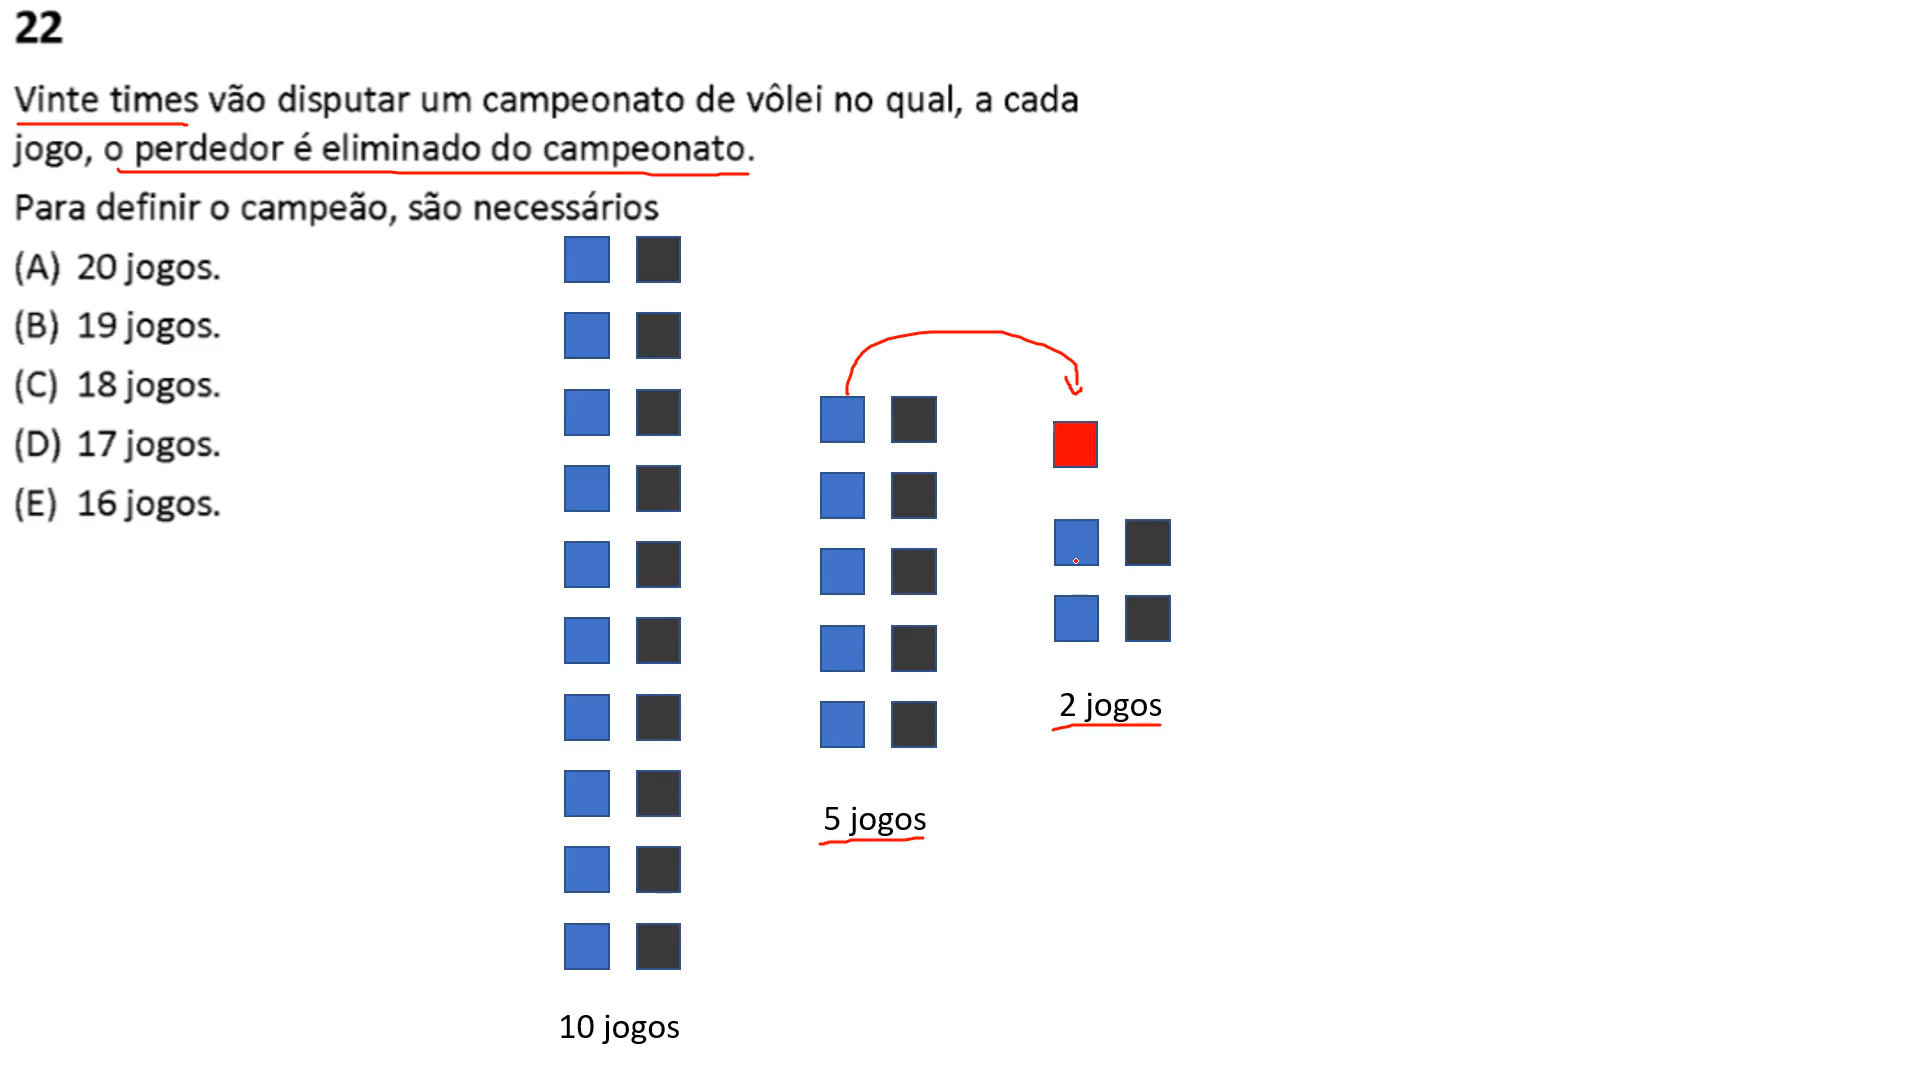 22
Vinte times vão disputar um campeonato de vôlei no qual, a cada
jogo, o perdedor é eliminado do campeonato.
Para definir o campeão, são necessários
(A) 20 jogos.
(B) 19 jogos.
(C) 18 jogos.
(D) 17 jogos.
(E) 16 jogos.
2 jogos
5 jogos
10 jogos